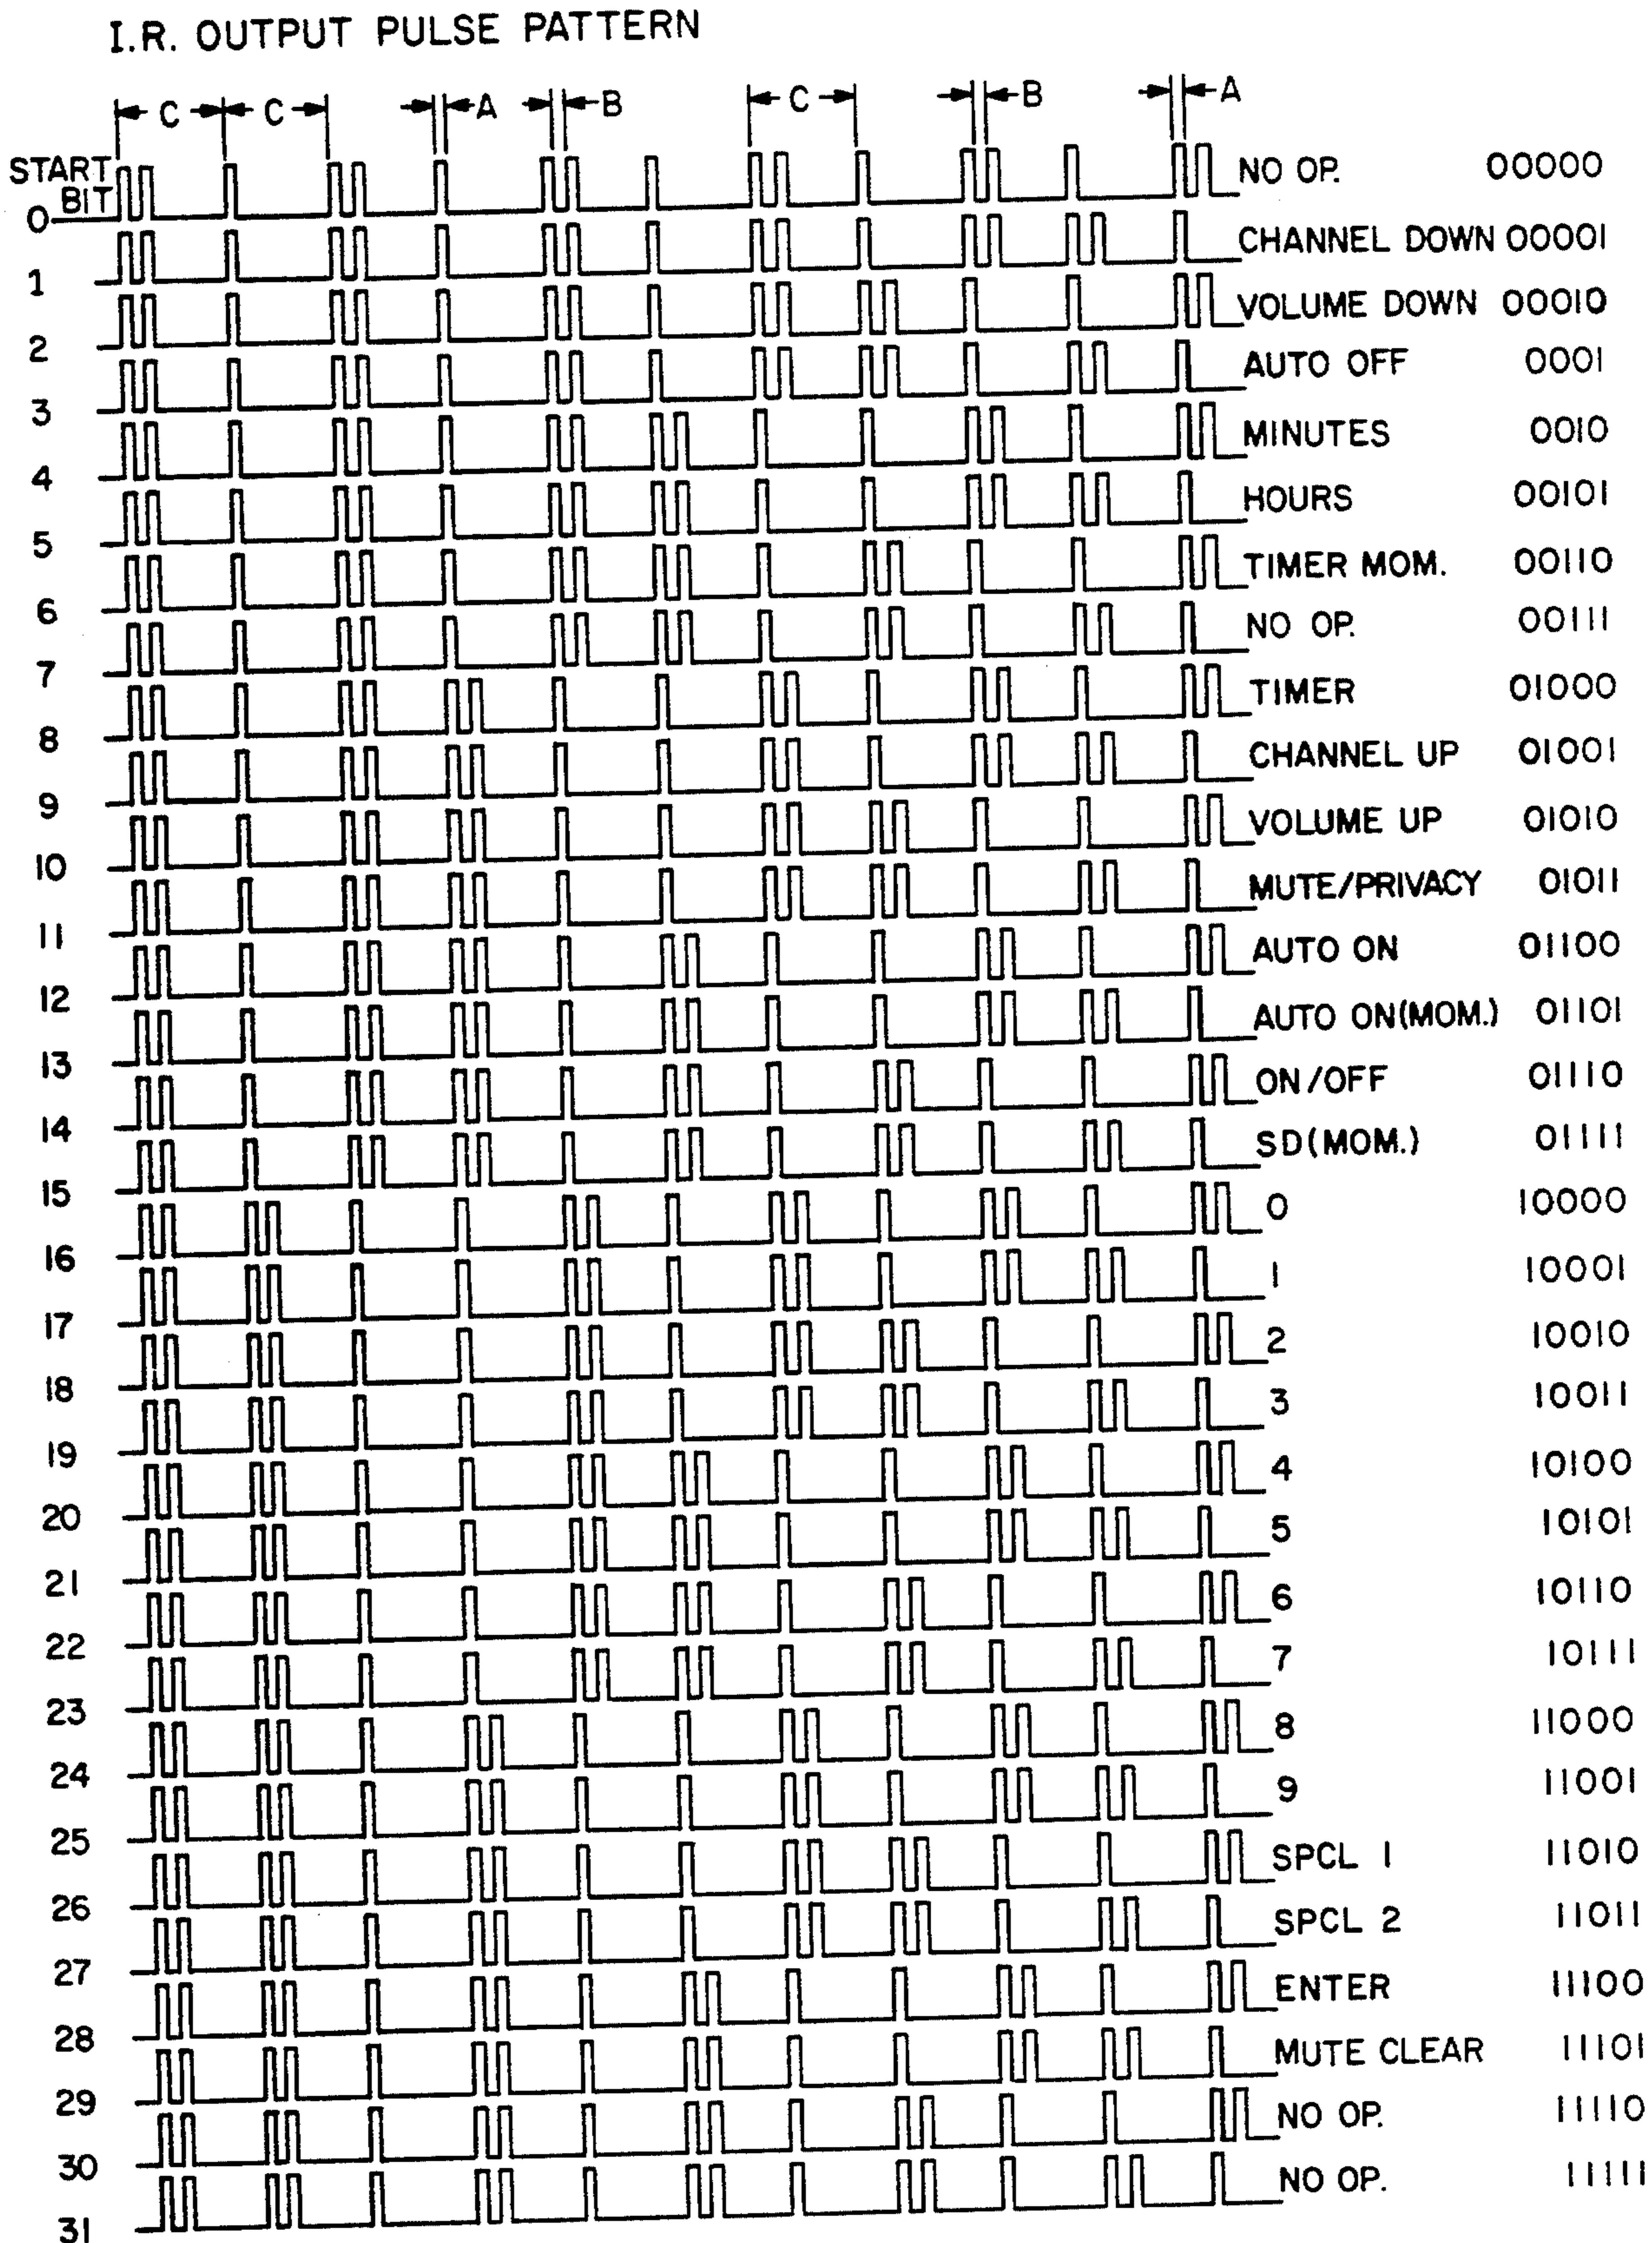 I.R. OUTPUT PULSE PATTERN
C C A B C B A
START BIT
0 NO OP. 00000
1 CHANNEL DOWN 00001
2 VOLUME DOWN 00010
3 AUTO OFF 0001
4 MINUTES 0010
5 HOURS 00101
6 TIMER MOM. 00110
7 NO OP. 00111
8 TIMER 01000
9 CHANNEL UP 01001
10 VOLUME UP 01010
11 MUTE/PRIVACY 01011
12 AUTO ON 01100
13 AUTO ON(MOM.) 01101
14 ON/OFF 01110
15 SD(MOM.) 01111
16 0 10000
17 1 10001
18 2 10010
19 3 10011
20 4 10100
21 5 10101
22 6 10110
23 7 10111
24 8 11000
25 9 11001
26 SPCL 1 11010
27 SPCL 2 11011
28 ENTER 11100
29 MUTE CLEAR 11101
30 NO OP. 11110
31 NO OP. 11111